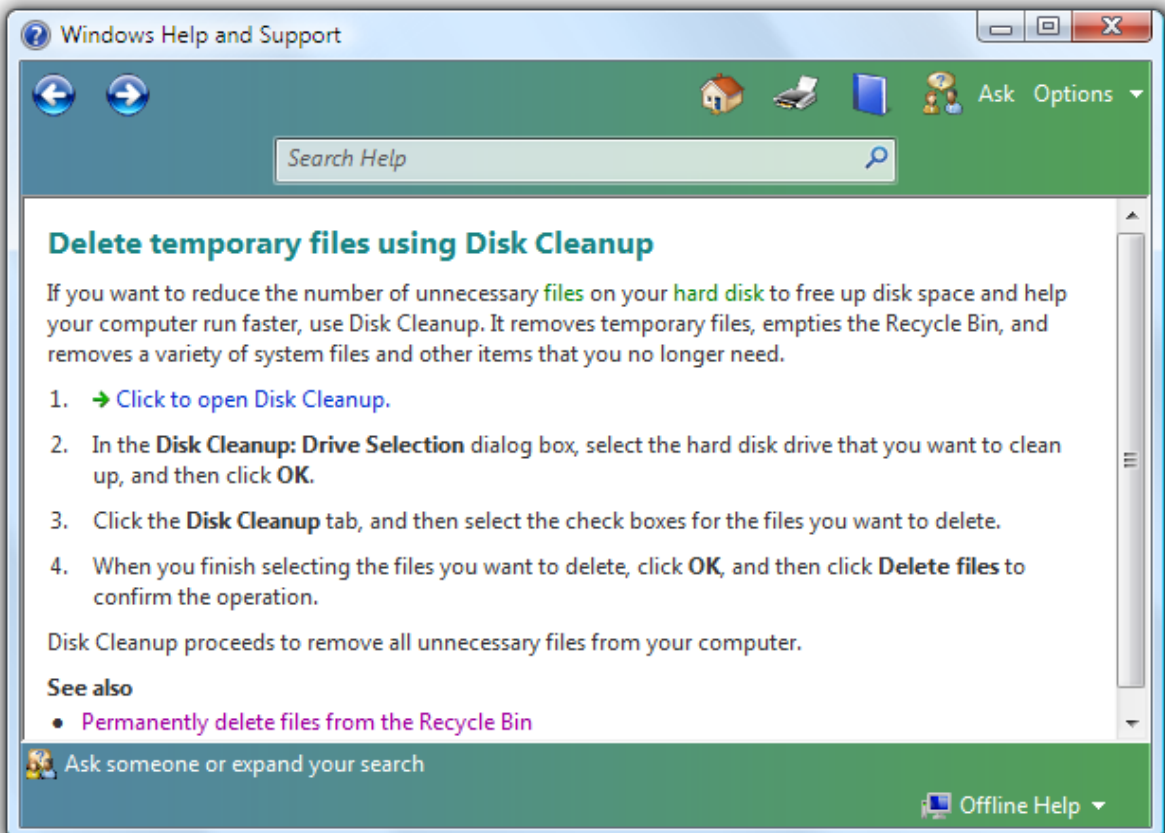 Windows Help and Support
Ask Options
Search Help
Delete temporary files using Disk Cleanup
If you want to reduce the number of unnecessary files on your hard disk to free up disk space and help
your computer run faster, use Disk Cleanup. It removes temporary files, empties the Recycle Bin, and
removes a variety of system files and other items that you no longer need.
1. Click to open Disk Cleanup.
2. In the Disk Cleanup: Drive Selection dialog box, select the hard disk drive that you want to clean
up, and then click OK.
3. Click the Disk Cleanup tab, and then select the check boxes for the files you want to delete.
4. When you finish selecting the files you want to delete, click OK, and then click Delete files to
confirm the operation.
Disk Cleanup proceeds to remove all unnecessary files from your computer.
See also
• Permanently delete files from the Recycle Bin
Ask someone or expand your search
Offline Help